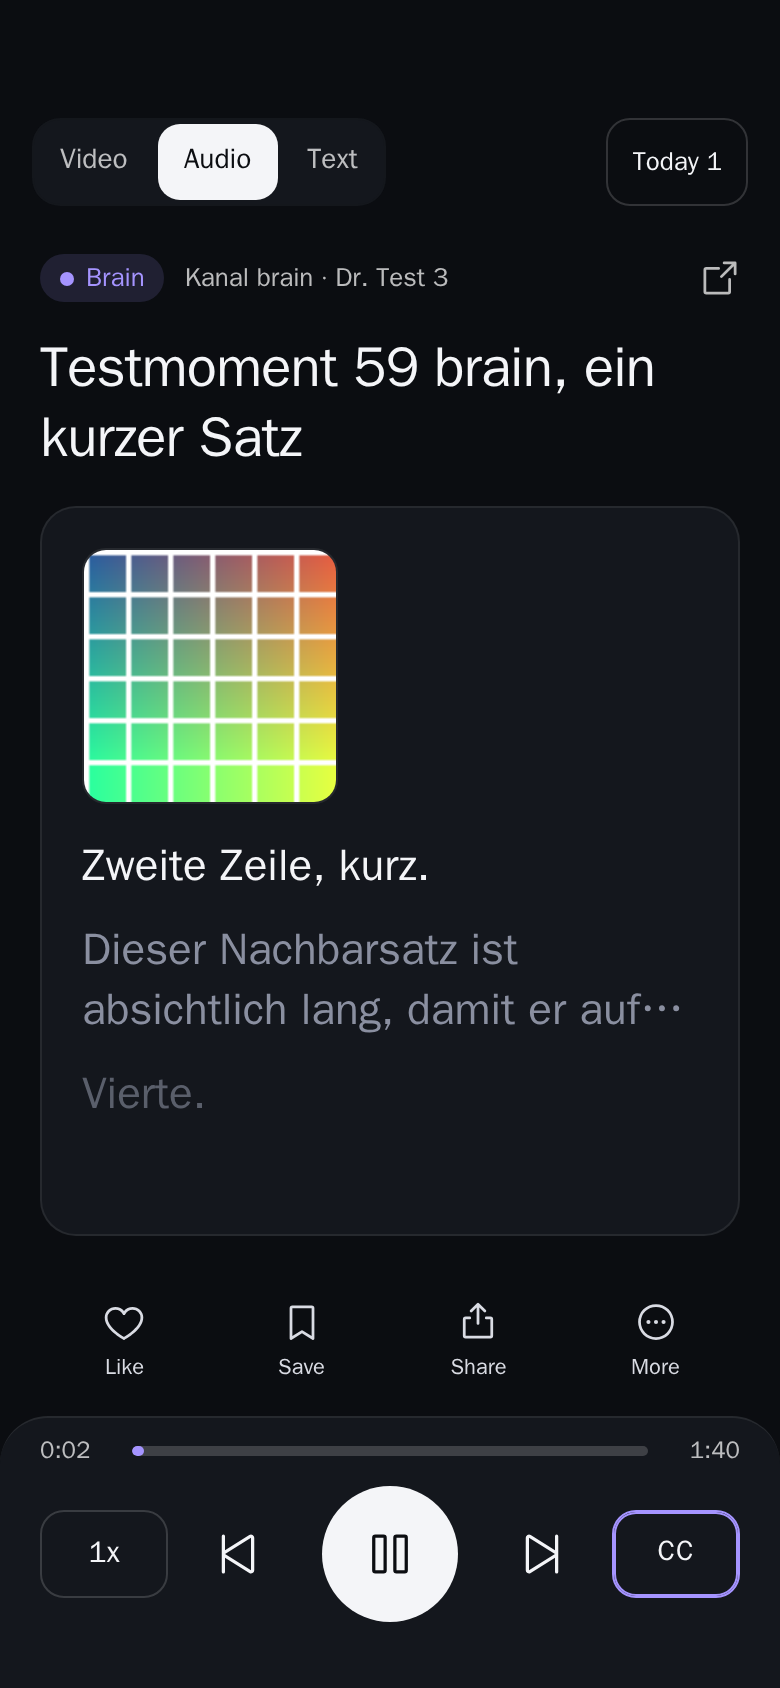 Video Audio Text Today 1
Brain Kanal brain · Dr. Test 3
Testmoment 59 brain, ein
kurzer Satz
Zweite Zeile, kurz.
Dieser Nachbarsatz ist
absichtlich lang, damit er auf···
Vierte.
Like Save Share More
0:02 1:40
1x CC